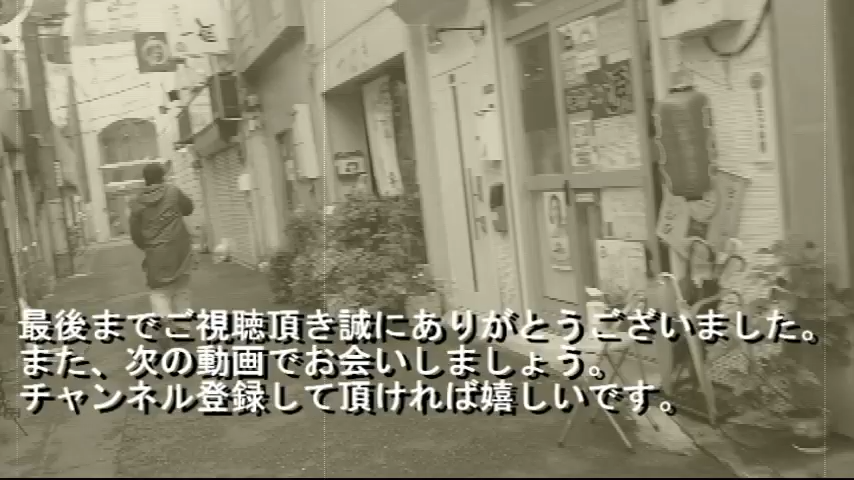 最後までご視聴頂き誠にありがとうございました。
また、次の動画でお会いしましょう。
チャンネル登録して頂ければ嬉しいです。